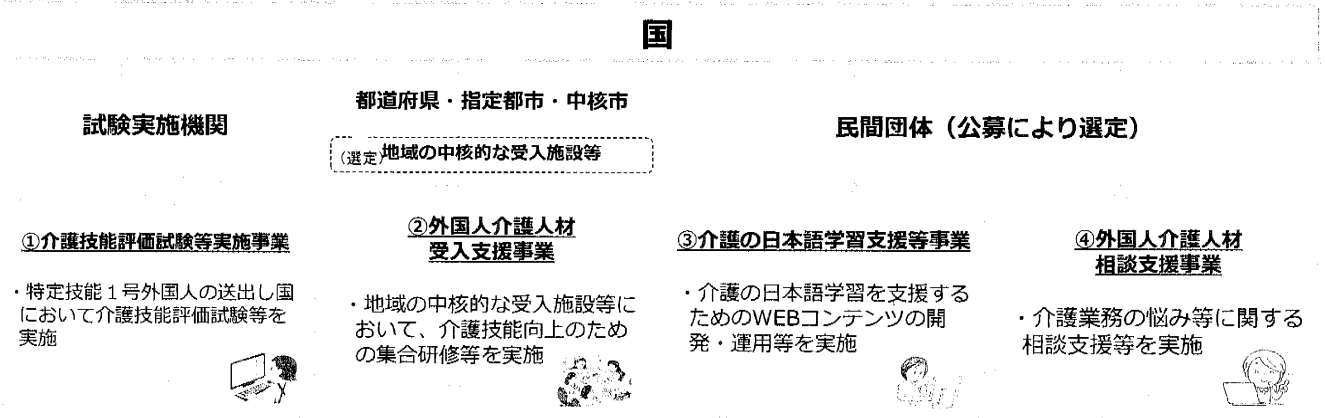 国
試験実施機関
都道府県・指定都市・中核市
(選定)地域の中核的な受入施設等
民間団体(公募により選定)
①介護技能評価試験等実施事業
・特定技能1号外国人の送出し国
において介護技能評価試験等を
実施
②外国人介護人材
受入支援事業
・地域の中核的な受入施設等に
おいて、介護技能向上のため
の集合研修等を実施
③介護の日本語学習支援等事業
・介護の日本語学習を支援する
ためのWEBコンテンツの開
発・運用等を実施
④外国人介護人材
相談支援事業
・介護業務の悩み等に関する
相談支援等を実施